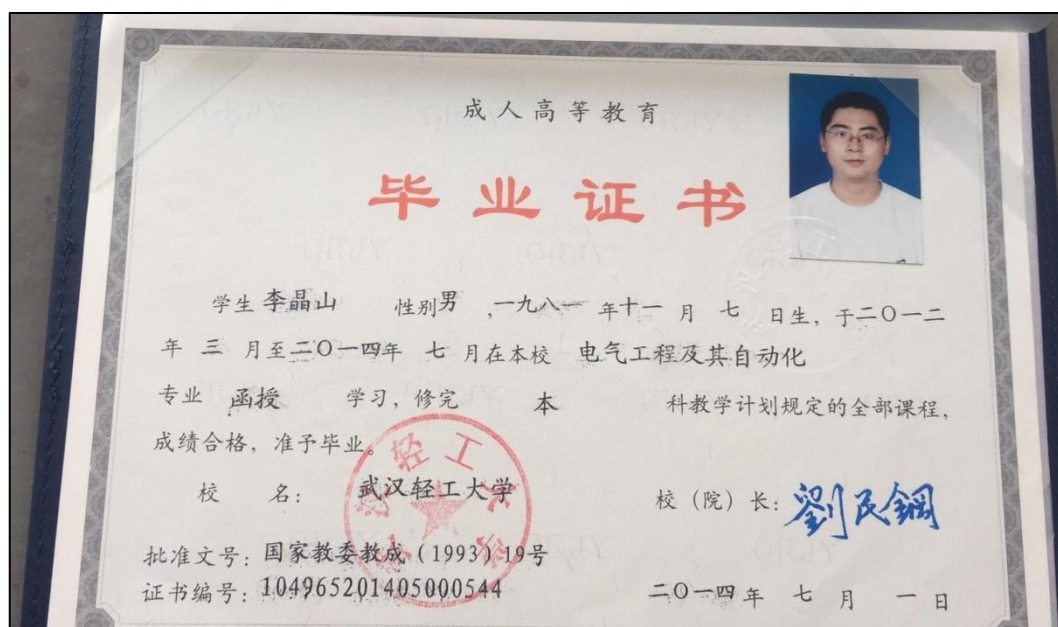 成人高等教育
毕业证书
学生 李晶山 性别 男 ,一九八一 年十一 月 七 日生，于二〇一二
年 三 月至二〇一四年 七 月在本校 电气工程及其自动化
专业 函授 学习，修完 本 科教学计划规定的全部课程，
成绩合格，准予毕业。
校 名： 武汉轻工大学 校（院）长：劉民鋼
批准文号：国家教委教成（1993）19号
证书编号：104965201405000544 二〇一四年 七 月 一 日